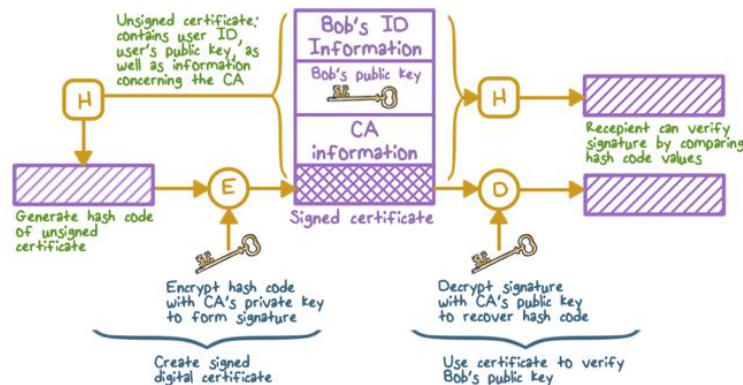 Unsigned certificate:
contains user ID,
user's public key, as
well as information
concerning the CA
Bob's ID
Information
Bob's public key
CA
information
Signed certificate
H
H
Recepient can verify
signature by comparing
hash code values
E
D
Generate hash code
of unsigned
certificate
Encrypt hash code
with CA's private key
to form signature
Decrypt signature
with CA's public key
to recover hash code
Create signed
digital certificate
Use certificate to verify
Bob's public key